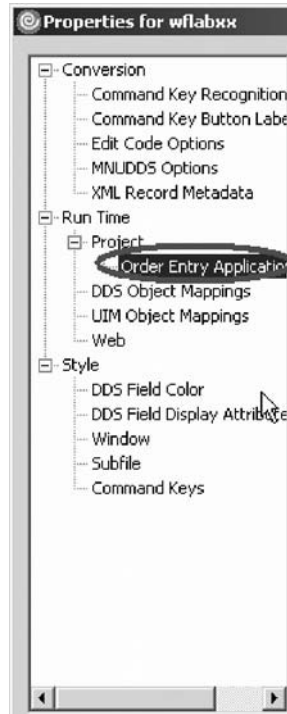 Properties for wflabxx
Conversion
Command Key Recognition
Command Key Button Labe
Edit Code Options
MNUDDS Options
XML Record Metadata
Run Time
Project
Order Entry Application
DDS Object Mappings
UIM Object Mappings
Web
Style
DDS Field Color
DDS Field Display Attribute
Window
Subfile
Command Keys